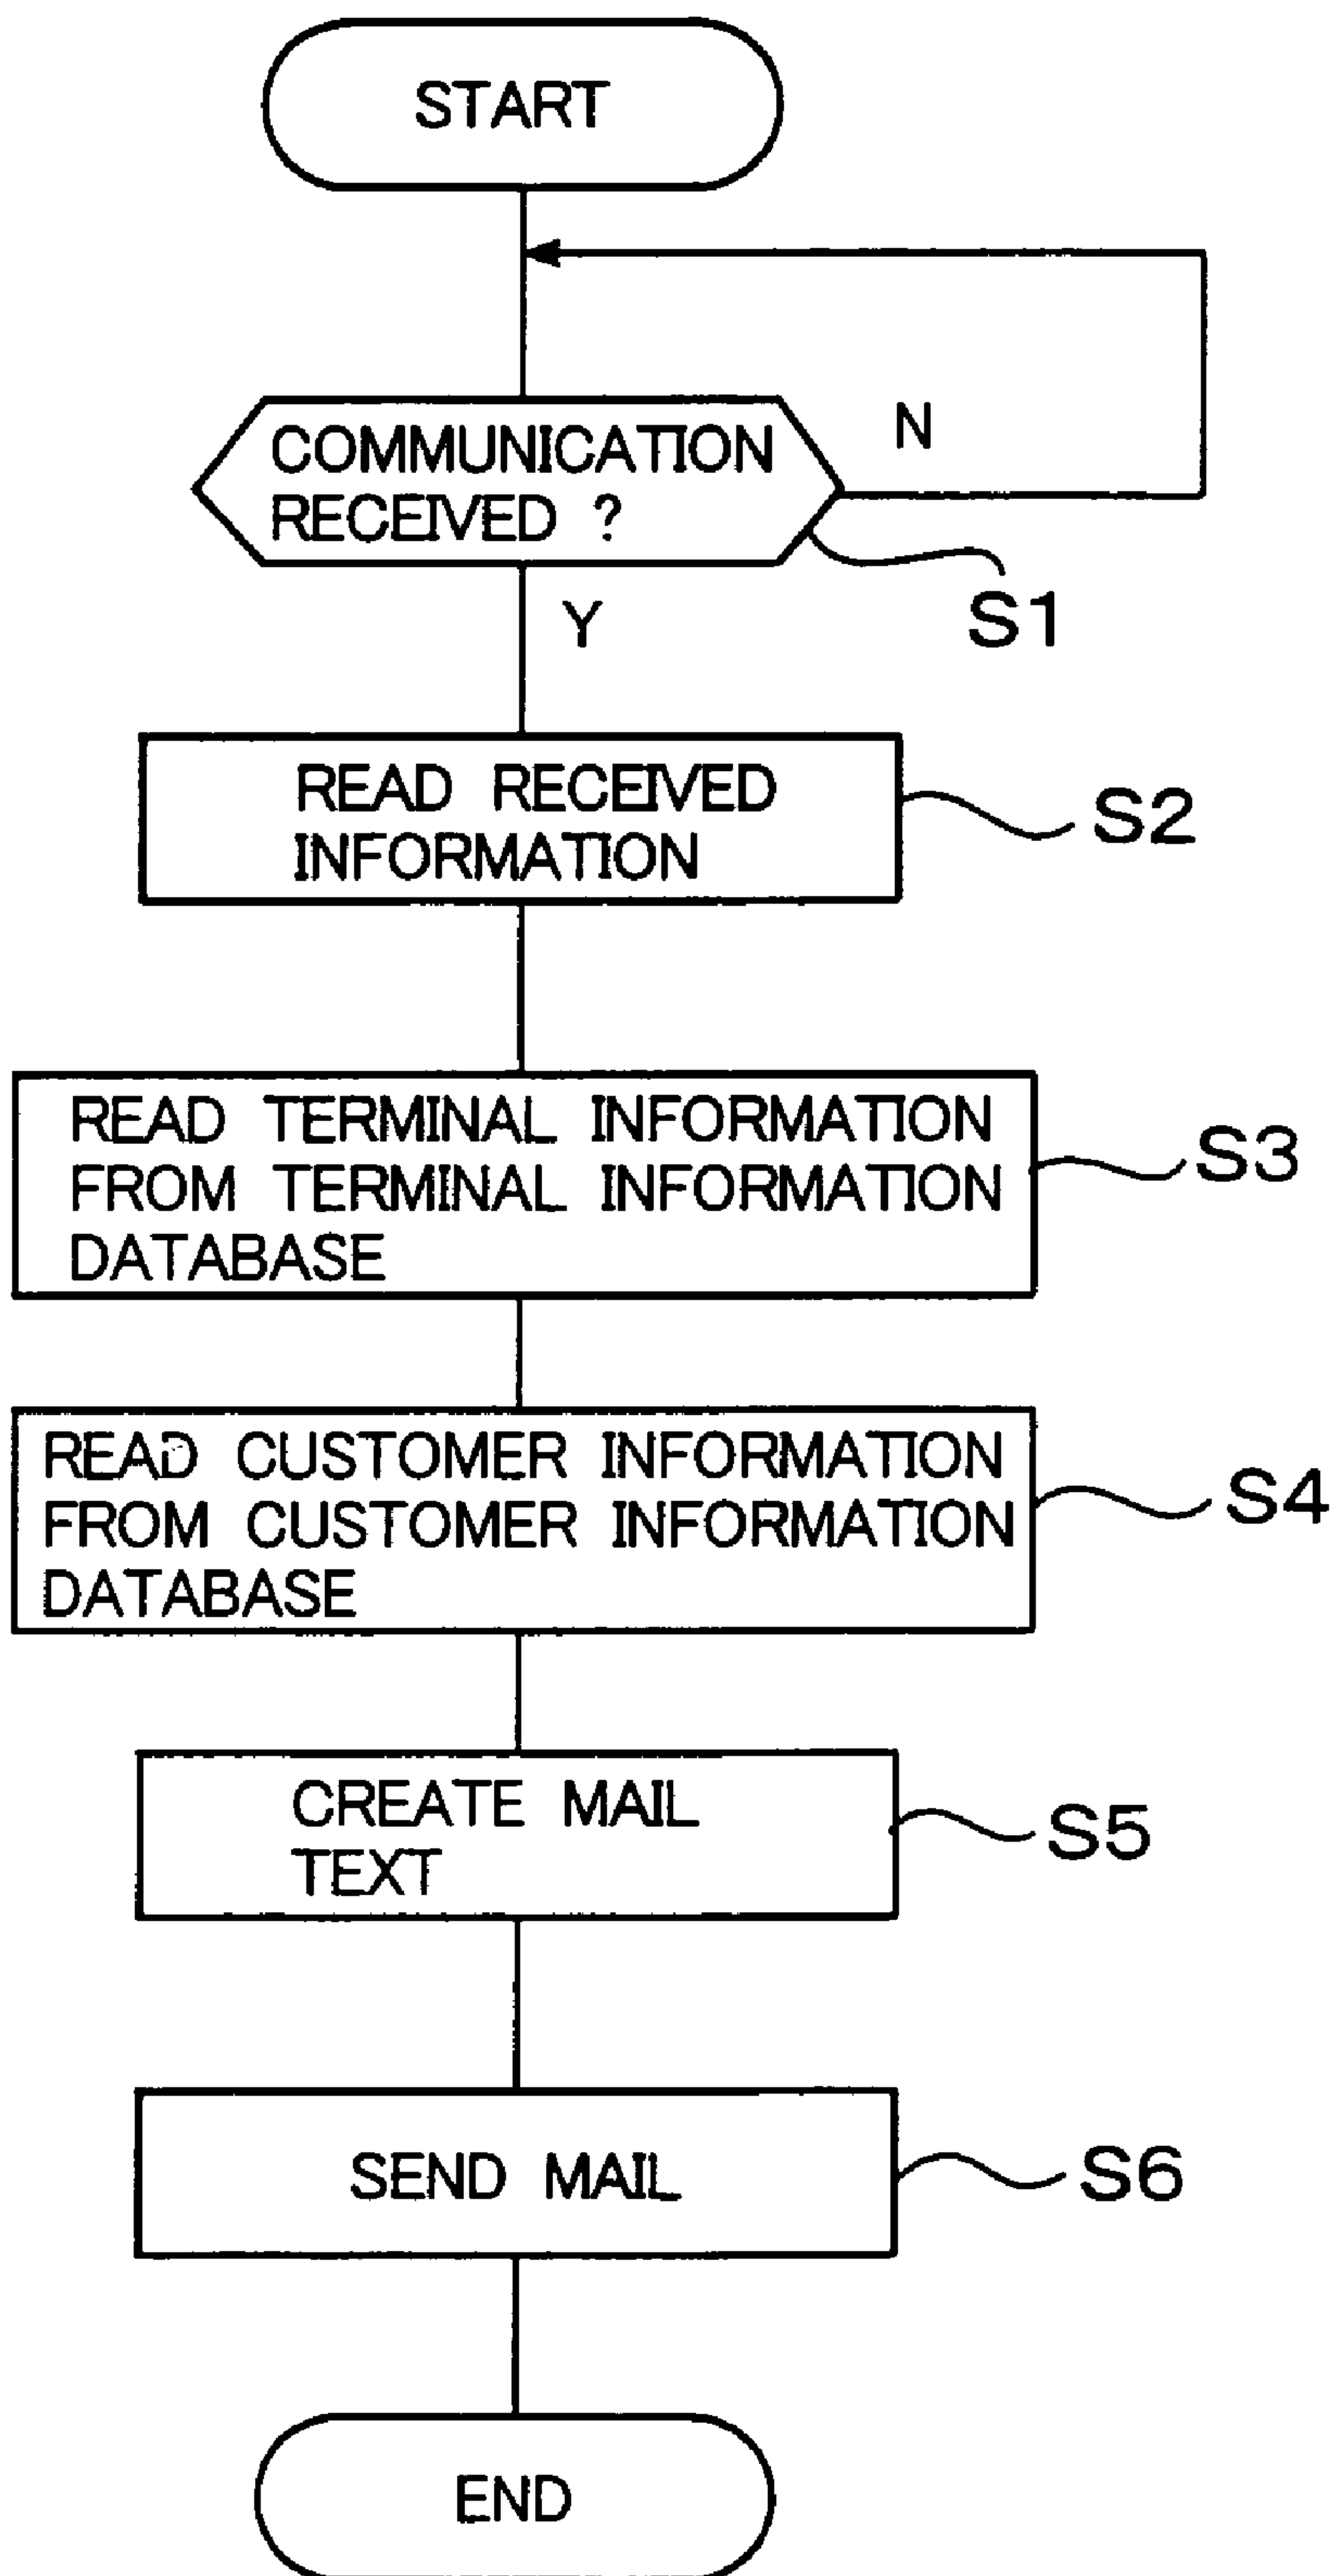 START
N
COMMUNICATION
RECEIVED ?
S1
Y
READ RECEIVED
INFORMATION
S2
READ TERMINAL INFORMATION
FROM TERMINAL INFORMATION
DATABASE
S3
READ CUSTOMER INFORMATION
FROM CUSTOMER INFORMATION
DATABASE
S4
CREATE MAIL
TEXT
S5
SEND MAIL
S6
END